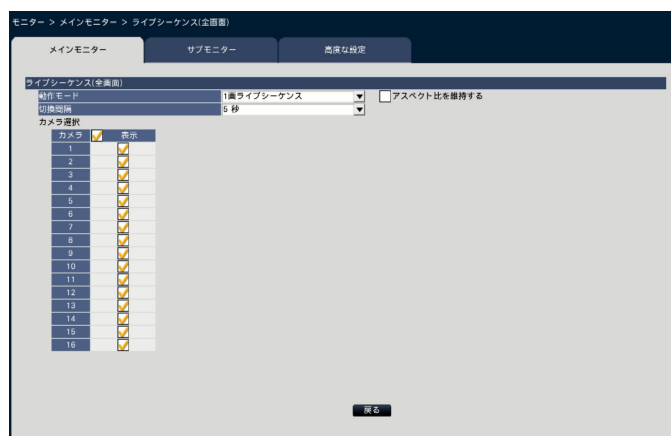 モニター > メインモニター > ライブシーケンス(全画面)
メインモニター サブモニター 高度な設定
ライブシーケンス(全画面)
動作モード 1画ライブシーケンス アスペクト比を維持する
切換間隔 5 秒
カメラ選択
カメラ 表示
1
2
3
4
5
6
7
8
9
10
11
12
13
14
15
16
戻る